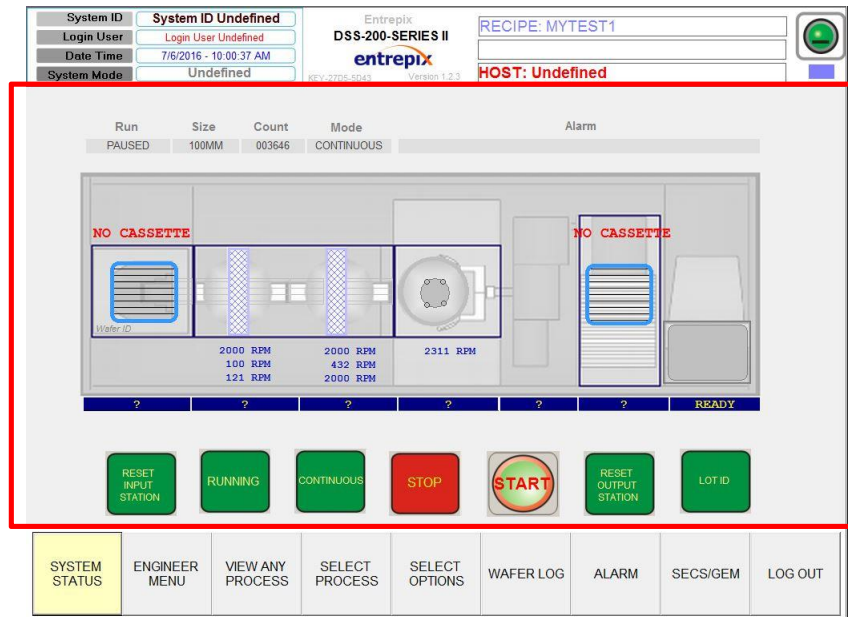 System ID System ID Undefined
Login User Login User Undefined
Date Time 7/6/2016 - 10:00:37 AM
System Mode Undefined
Entrepix
DSS-200-SERIES II
entrepix
KEY-27D5-5D43 Version 1.2.3
RECIPE: MYTEST1
HOST: Undefined
Run Size Count Mode Alarm
PAUSED 100MM 003646 CONTINUOUS
NO CASSETTE NO CASSETTE
Wafer ID
2000 RPM 2000 RPM 2311 RPM
100 RPM 432 RPM
121 RPM 2000 RPM
? ? ? ? ? ? READY
RESET
INPUT
STATION
RUNNING
CONTINUOUS
STOP
START
RESET
OUTPUT
STATION
LOT ID
SYSTEM
STATUS
ENGINEER
MENU
VIEW ANY
PROCESS
SELECT
PROCESS
SELECT
OPTIONS
WAFER LOG
ALARM
SECS/GEM
LOG OUT